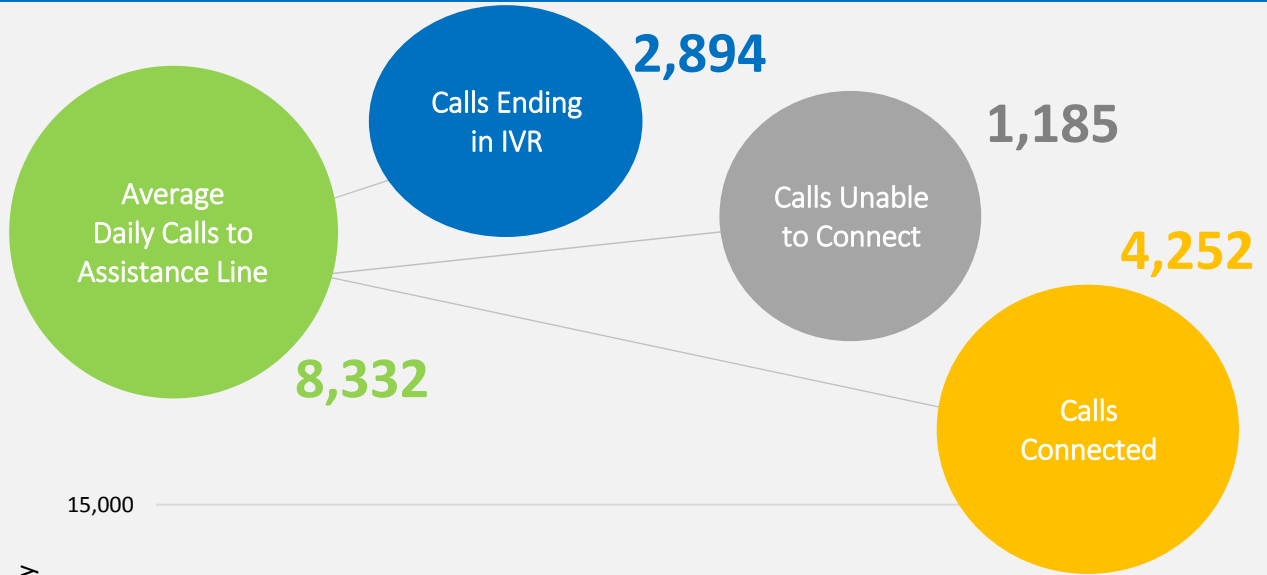 2,894
Calls Ending
in IVR
1,185
Average
Daily Calls to
Assistance Line
Calls Unable
to Connect
4,252
8,332
Calls
Connected
15,000
y